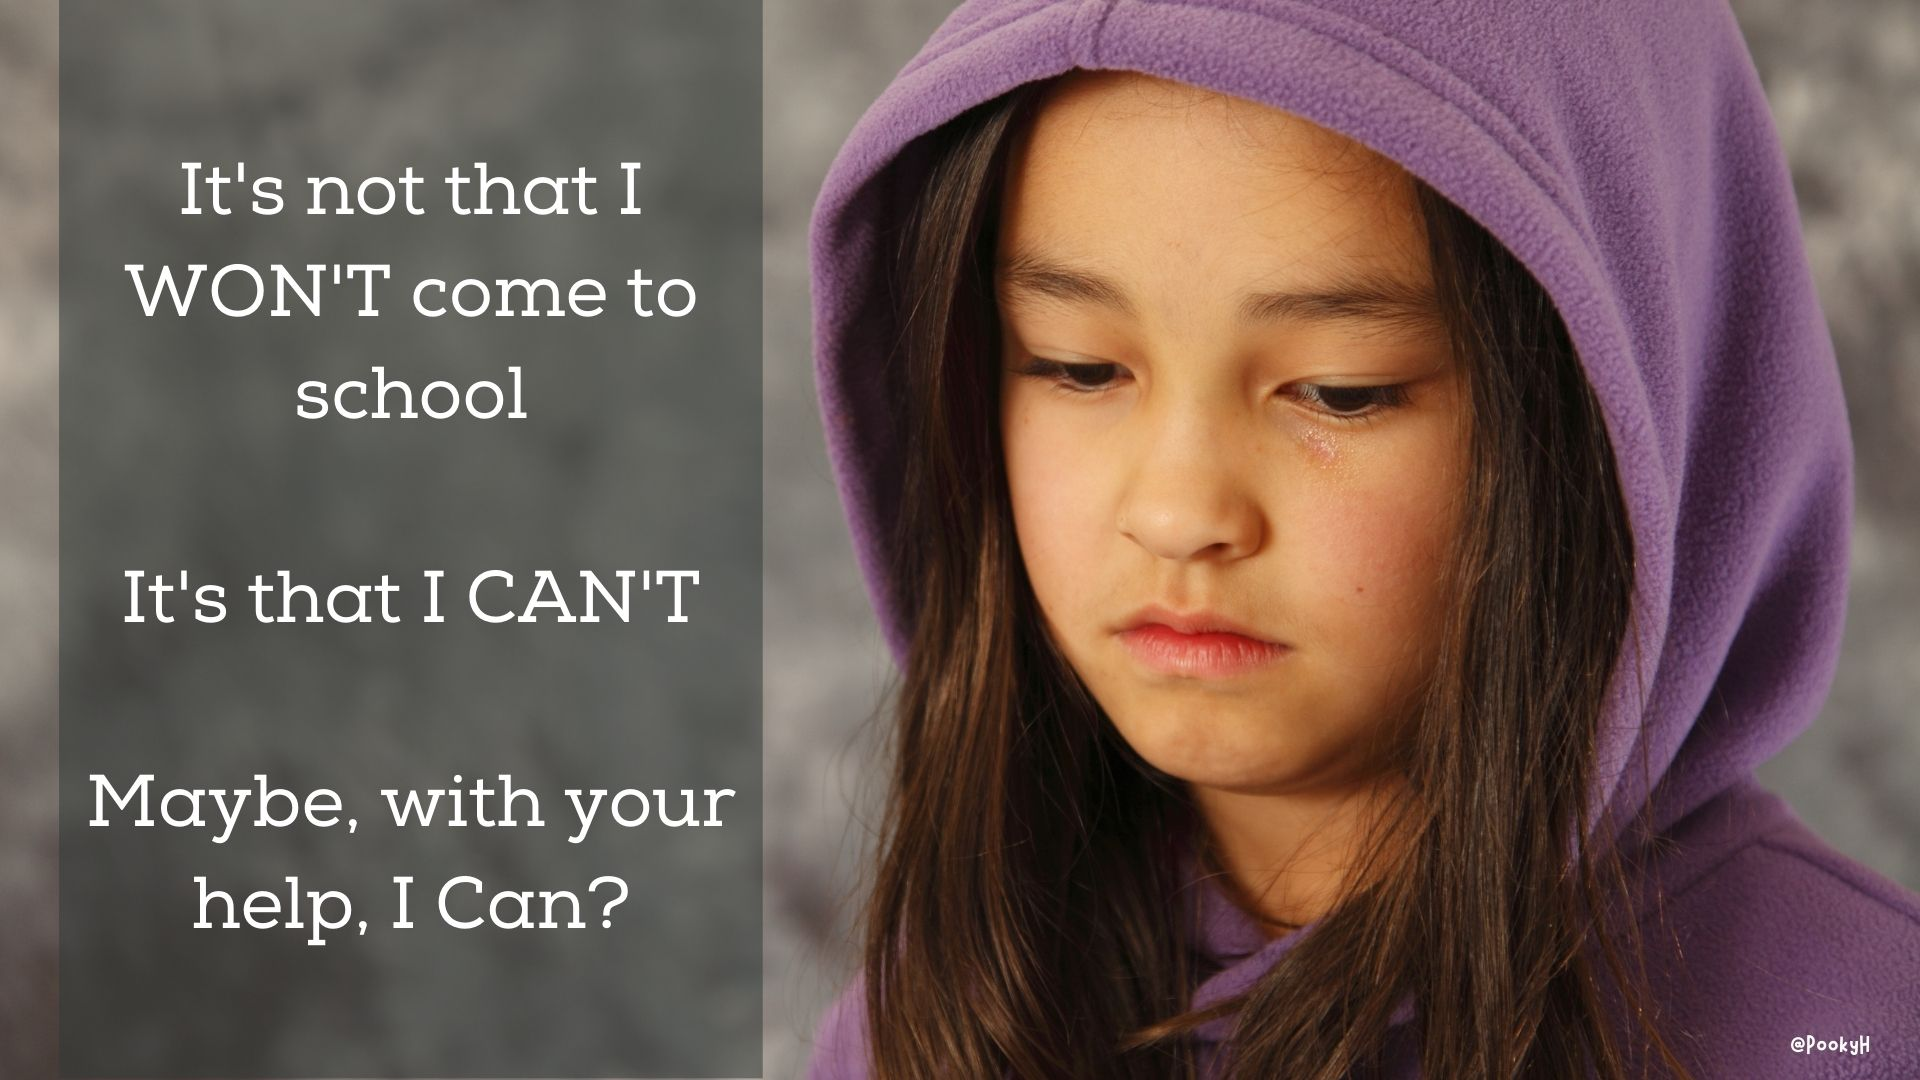 It's not that I
WON'T come to
school
It's that I CAN'T
Maybe, with your
help, I Can?
@PookyH